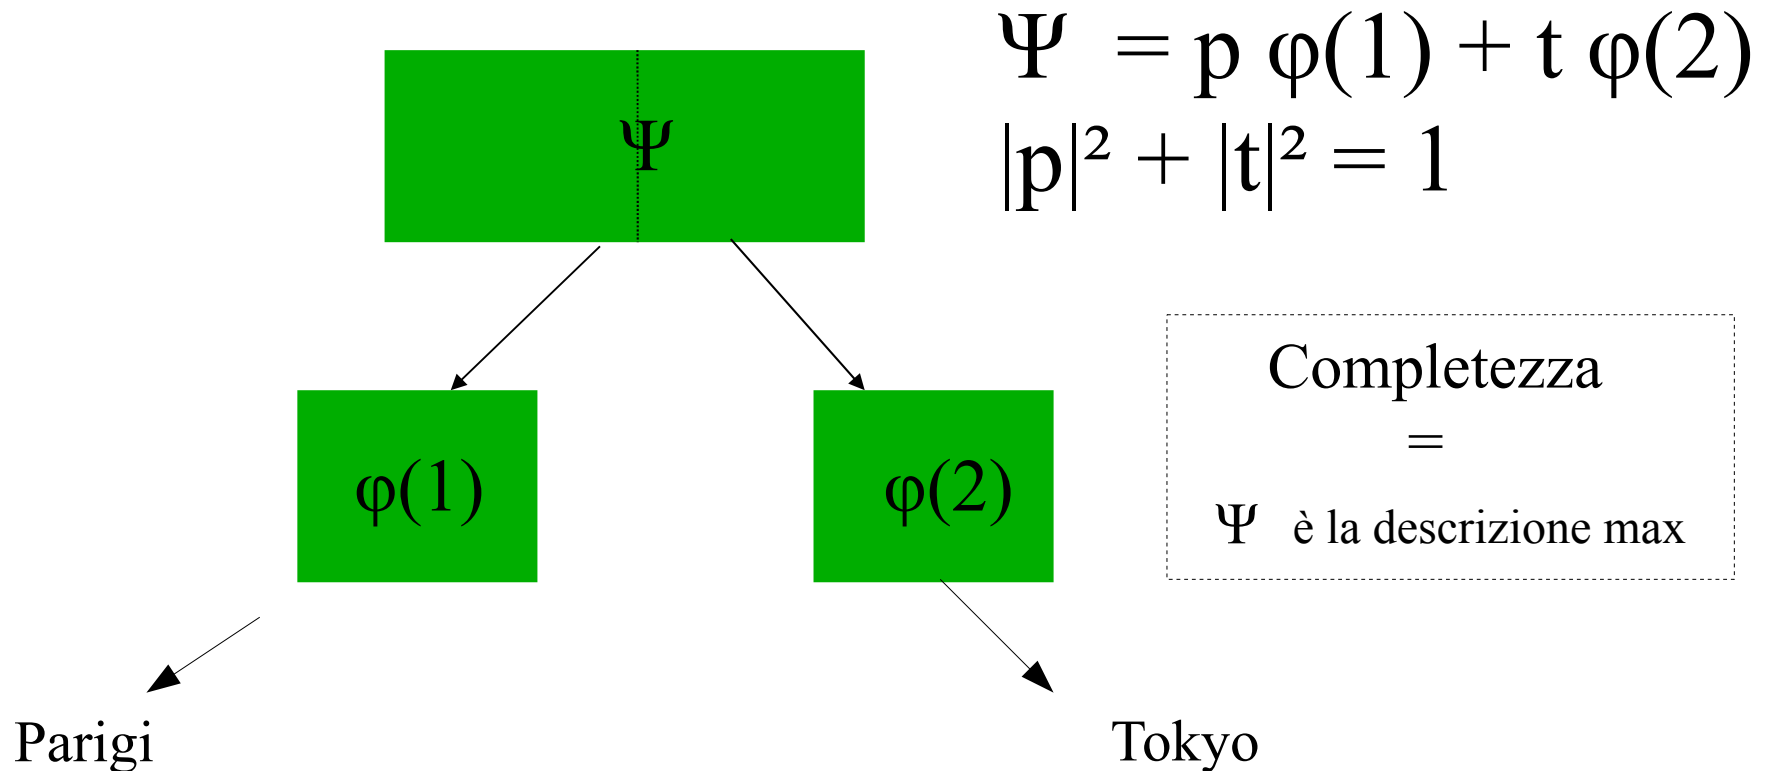 Ψ = p φ(1) + t φ(2)
|p|² + |t|² = 1
Ψ
φ(1)
φ(2)
Completezza
=
Ψ è la descrizione max
Parigi
Tokyo